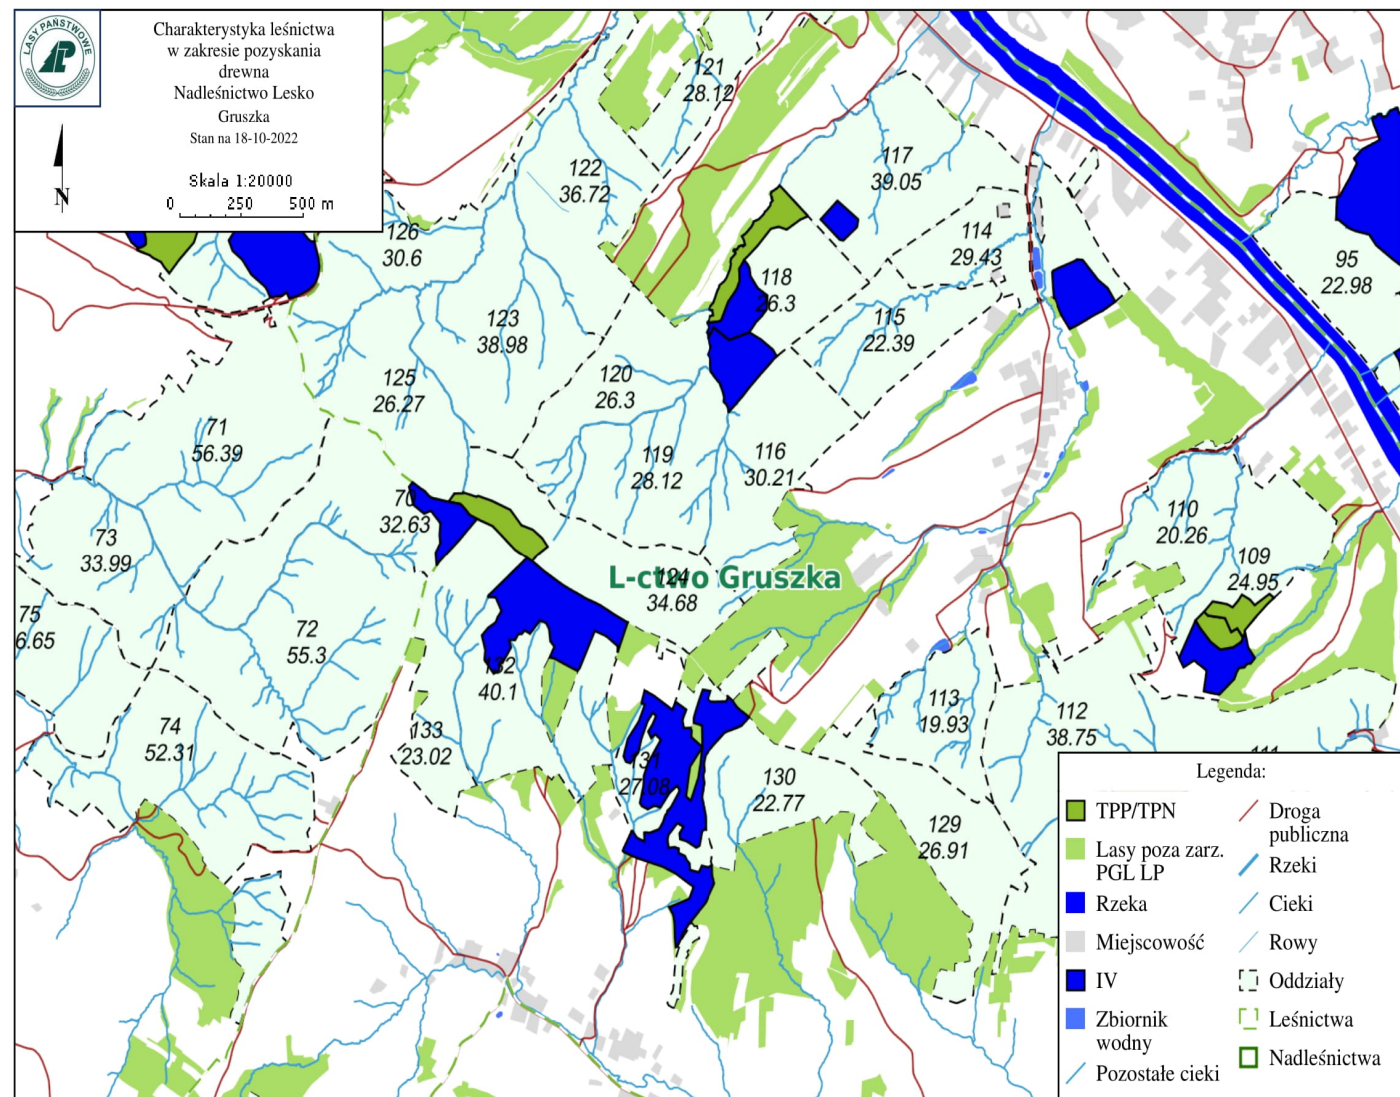 LASY PAŃSTWOWE
Charakterystyka leśnictwa
w zakresie pozyskania
drewna
Nadleśnictwo Lesko
Gruszka
Stan na 18-10-2022
N
Skala 1:20000
0 250 500 m
121
28.12
122
36.72
117
39.05
126
30.6
114
29.43
95
22.98
118
26.3
123
38.98
115
22.39
125
26.27
120
26.3
71
56.39
119
28.12
116
30.21
70
32.63
110
20.26
73
33.99
109
24.95
L-ctwo Gruszka
124
34.68
75
6.65
72
55.3
132
40.1
113
19.93
112
38.75
74
52.31
133
23.02
131
27.08
130
22.77
111
129
26.91
Legenda:
TPP/TPN
Lasy poza zarz.
PGL LP
Rzeka
Miejscowość
IV
Zbiornik
wodny
Pozostałe cieki
Droga
publiczna
Rzeki
Cieki
Rowy
Oddziały
Leśnictwa
Nadleśnictwa